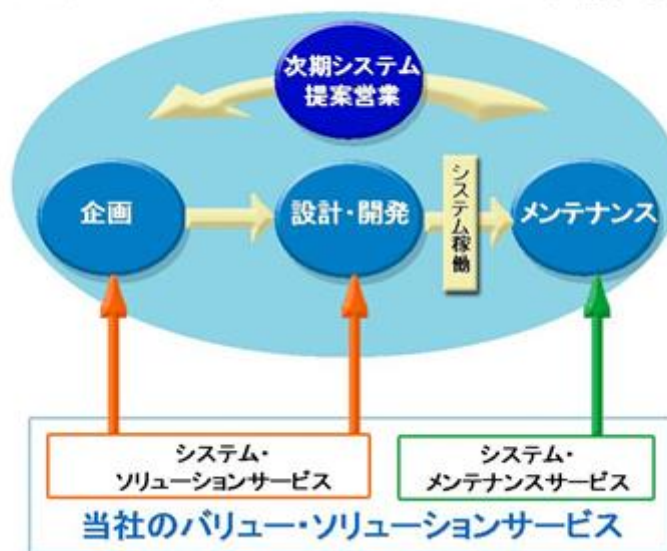 次期システム
提案営業
企画
設計・開発
システム稼働
メンテナンス
システム・
ソリューションサービス
システム・
メンテナンスサービス
当社のバリュー・ソリューションサービス